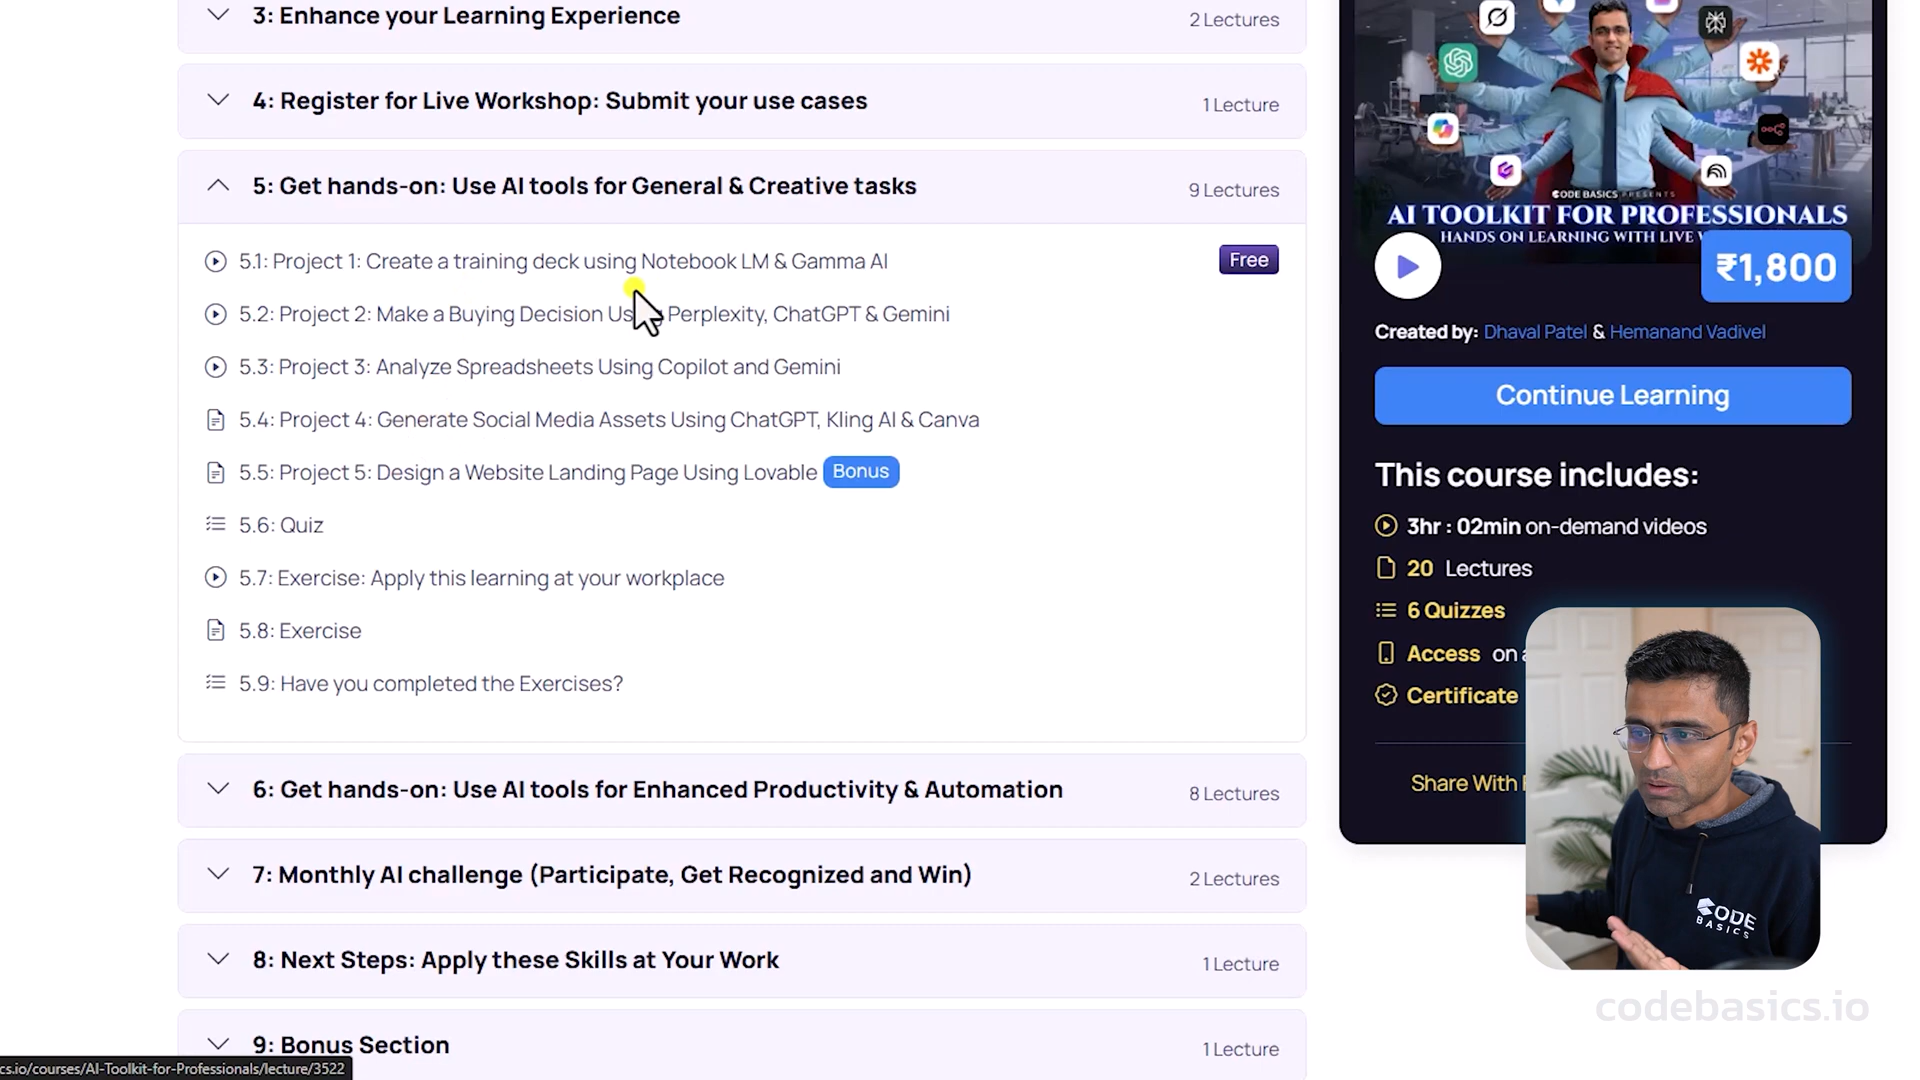 3: Enhance your Learning Experience
2 Lectures
4: Register for Live Workshop: Submit your use cases
1 Lecture
5: Get hands-on: Use AI tools for General & Creative tasks
9 Lectures
5.1: Project 1: Create a training deck using Notebook LM & Gamma AI
Free
5.2: Project 2: Make a Buying Decision Perplexity, ChatGPT & Gemini
5.3: Project 3: Analyze Spreadsheets Using Copilot and Gemini
5.4: Project 4: Generate Social Media Assets Using ChatGPT, Kling AI & Canva
5.5: Project 5: Design a Website Landing Page Using Lovable Bonus
5.6: Quiz
5.7: Exercise: Apply this learning at your workplace
5.8: Exercise
5.9: Have you completed the Exercises?
6: Get hands-on: Use AI tools for Enhanced Productivity & Automation
8 Lectures
7: Monthly AI challenge (Participate, Get Recognized and Win)
2 Lectures
8: Next Steps: Apply these Skills at Your Work
1 Lecture
9: Bonus Section
1 Lecture
cs.io/courses/AI-Toolkit-for-Professionals/lecture/3522
CODE BASICS PRESENTS
AI TOOLKIT FOR PROFESSIONALS
HANDS ON LEARNING WITH LIVE
₹1,800
Created by: Dhaval Patel & Hemanand Vadivel
Continue Learning
This course includes:
3hr : 02min on-demand videos
20 Lectures
6 Quizzes
Access on
Certificate
Share With
CODE
BASICS
codebasics.io